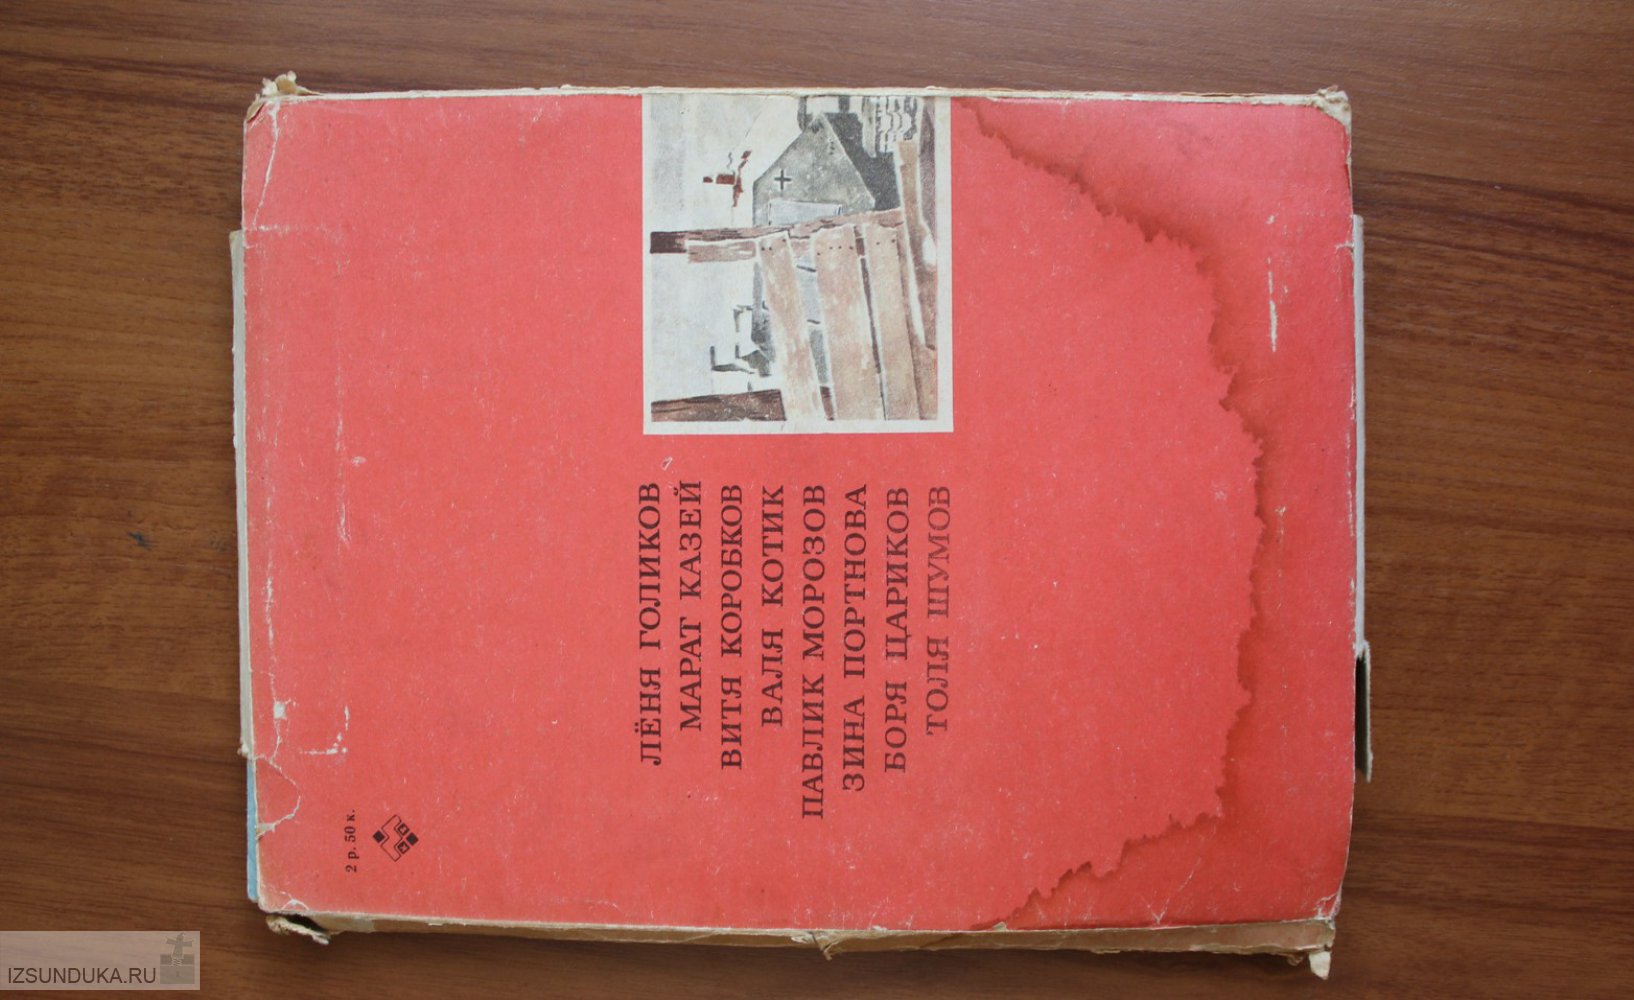 ЛЁНЯ ГОЛИКОВ
МАРАТ КАЗЕЙ
ВИТЯ КОРОБКОВ
ВАЛЯ КОТИК
ПАВЛИК МОРОЗОВ
ЗИНА ПОРТНОВА
БОРЯ ЦАРИКОВ
ТОЛЯ ШУМОВ
2 р. 50 к.
IZSUNDUKA.RU